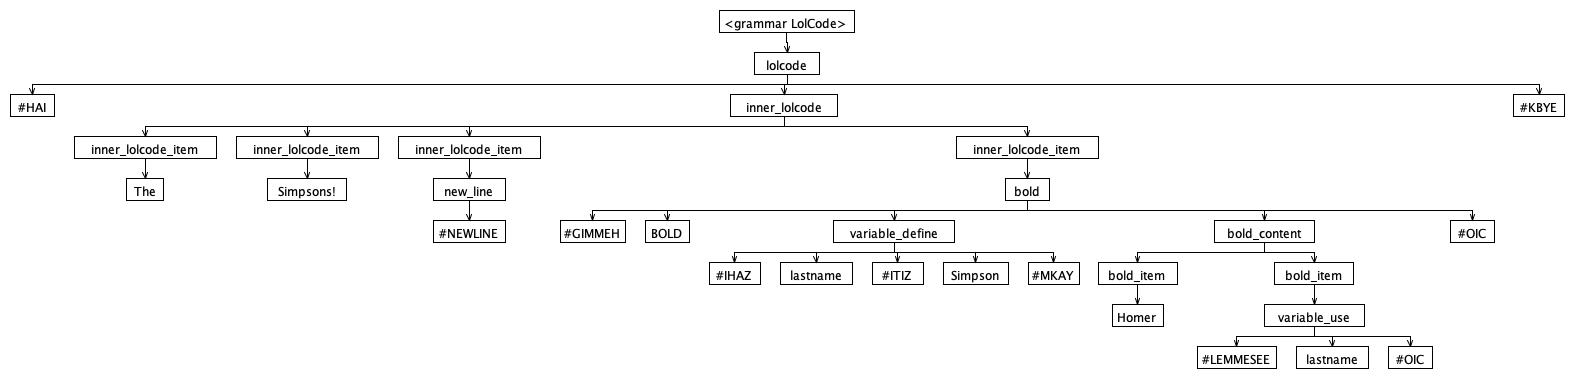 <grammar LolCode>
lolcode
#HAI inner_lolcode #KBYE
inner_lolcode_item inner_lolcode_item inner_lolcode_item inner_lolcode_item
The Simpsons! new_line bold
#NEWLINE #GIMMEH BOLD variable_define bold_content #OIC
#IHAZ lastname #ITIZ Simpson #MKAY bold_item bold_item
Homer variable_use
#LEMMESEE lastname #OIC